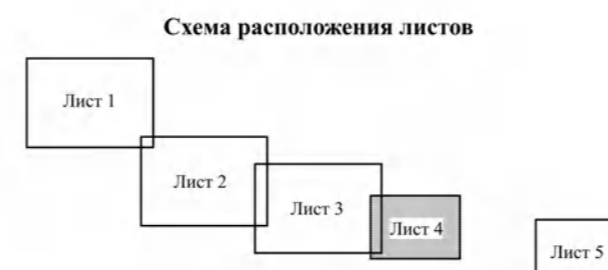 Схема расположения листов
Лист 1
Лист 2
Лист 3
Лист 4
Лист 5